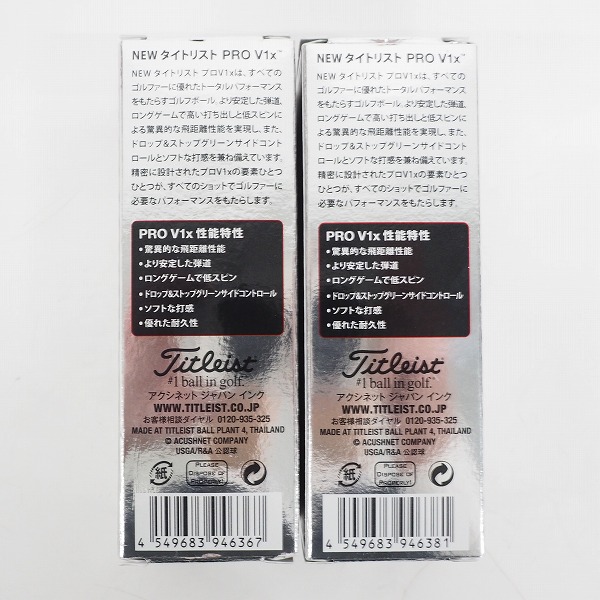 NEW タイトリスト PRO V1x™
NEW タイトリスト プロV1xは、すべての
ゴルファーに優れたトータルパフォーマンス
をもたらすゴルフボール。より安定した弾道、
ロングゲームで高い打ち出しと低スピンに
よる驚異的な飛距離性能を実現し、また、
ドロップ&ストップグリーンサイドコント
ロールとソフトな打感を兼ね備えています。
精密に設計されたプロV1xの要素ひとつ
ひとつが、すべてのショットでゴルファーに
必要なパフォーマンスをもたらします。
PRO V1x 性能特性
・驚異的な飛距離性能
・より安定した弾道
・ロングゲームで低スピン
・ドロップ&ストップグリーンサイドコントロール
・ソフトな打感
・優れた耐久性
Titleist
#1 ball in golf.™
アクシネット ジャパン インク
WWW.TITLEIST.CO.JP
お客様相談ダイヤル 0120-935-325
MADE AT TITLEIST BALL PLANT 4, THAILAND
© ACUSHNET COMPANY
USGA/R&A 公認球
紙
PLEASE
DISPOSE OF
PROPERLY!
4 549683 946367
NEW タイトリスト PRO V1x™
NEW タイトリスト プロV1xは、すべての
ゴルファーに優れたトータルパフォーマンス
をもたらすゴルフボール。より安定した弾道、
ロングゲームで高い打ち出しと低スピンに
よる驚異的な飛距離性能を実現し、また、
ドロップ&ストップグリーンサイドコント
ロールとソフトな打感を兼ね備えています。
精密に設計されたプロV1xの要素ひとつ
ひとつが、すべてのショットでゴルファーに
必要なパフォーマンスをもたらします。
PRO V1x 性能特性
・驚異的な飛距離性能
・より安定した弾道
・ロングゲームで低スピン
・ドロップ&ストップグリーンサイドコントロール
・ソフトな打感
・優れた耐久性
Titleist
#1 ball in golf.™
アクシネット ジャパン インク
WWW.TITLEIST.CO.JP
お客様相談ダイヤル 0120-935-325
MADE AT TITLEIST BALL PLANT 4, THAILAND
© ACUSHNET COMPANY
USGA/R&A 公認球
紙
PLEASE
DISPOSE OF
PROPERLY!
4 549683 946381